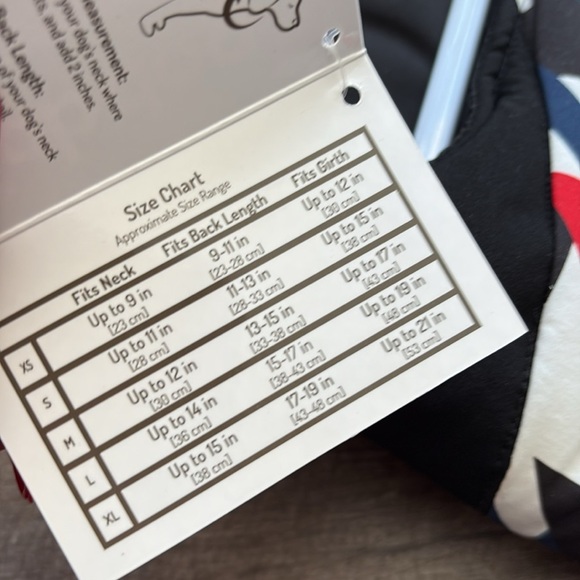 easurement:
your dog's neck where
s, and add 2 inches.
ack Length:
of your dog's neck
ail.
Size Chart
Approximate Size Range
Fits Neck Fits Back Length Fits Girth
XS Up to 9 in 9-11 in Up to 12 in
[23 cm] [23-28 cm] [30 cm]
S Up to 11 in 11-13 in Up to 15 in
[28 cm] [28-33 cm] [38 cm]
M Up to 12 in 13-15 in Up to 17 in
[30 cm] [33-38 cm] [43 cm]
L Up to 14 in 15-17 in Up to 19 in
[36 cm] [38-43 cm] [48 cm]
XL Up to 15 in 17-19 in Up to 21 in
[38 cm] [43-48 cm] [53 cm]